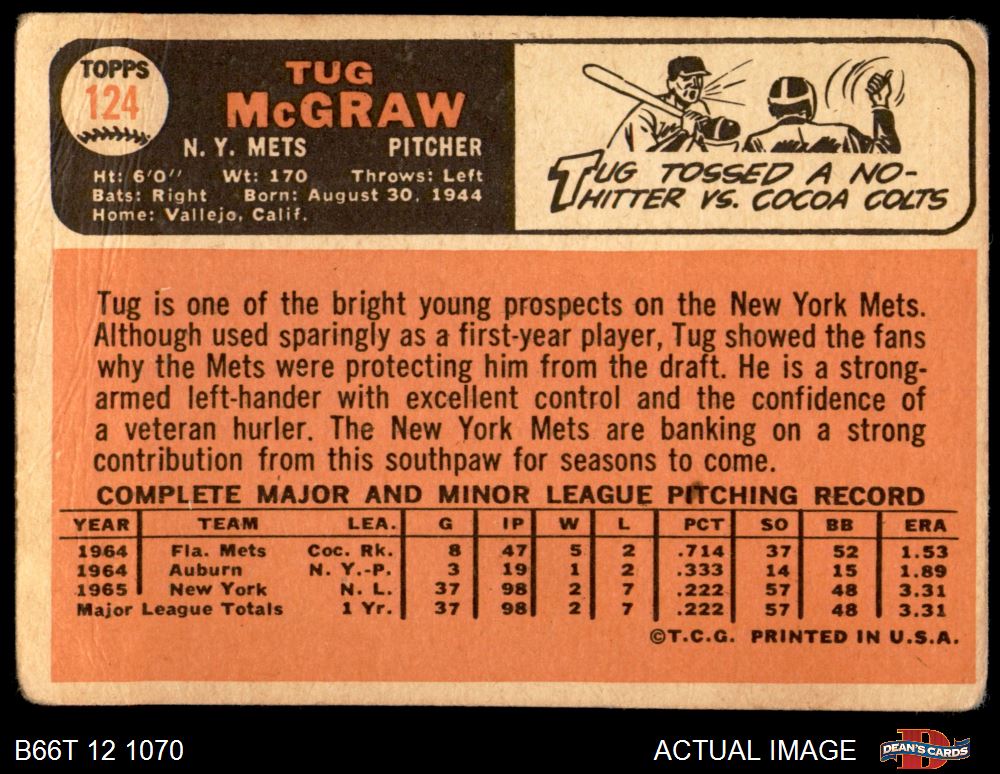 TOPPS
124
TUG
McGRAW
N. Y. METS PITCHER
Ht: 6'0" Wt: 170 Throws: Left
Bats: Right Born: August 30, 1944
Home: Vallejo, Calif.
TUG TOSSED A NO-
HITTER VS. COCOA COLTS
Tug is one of the bright young prospects on the New York Mets.
Although used sparingly as a first-year player, Tug showed the fans
why the Mets were protecting him from the draft. He is a strong-
armed left-hander with excellent control and the confidence of
a veteran hurler. The New York Mets are banking on a strong
contribution from this southpaw for seasons to come.
COMPLETE MAJOR AND MINOR LEAGUE PITCHING RECORD
YEAR TEAM LEA. G IP W L PCT SO BB ERA
1964 Fla. Mets Coc. Rk. 8 47 5 2 .714 37 52 1.53
1964 Auburn N. Y.-P. 3 19 1 2 .333 14 15 1.89
1965 New York N. L. 37 98 2 7 .222 57 48 3.31
Major League Totals 1 Yr. 37 98 2 7 .222 57 48 3.31
©T.C.G. PRINTED IN U.S.A.
B66T 12 1070
ACTUAL IMAGE
DEAN'S CARDS